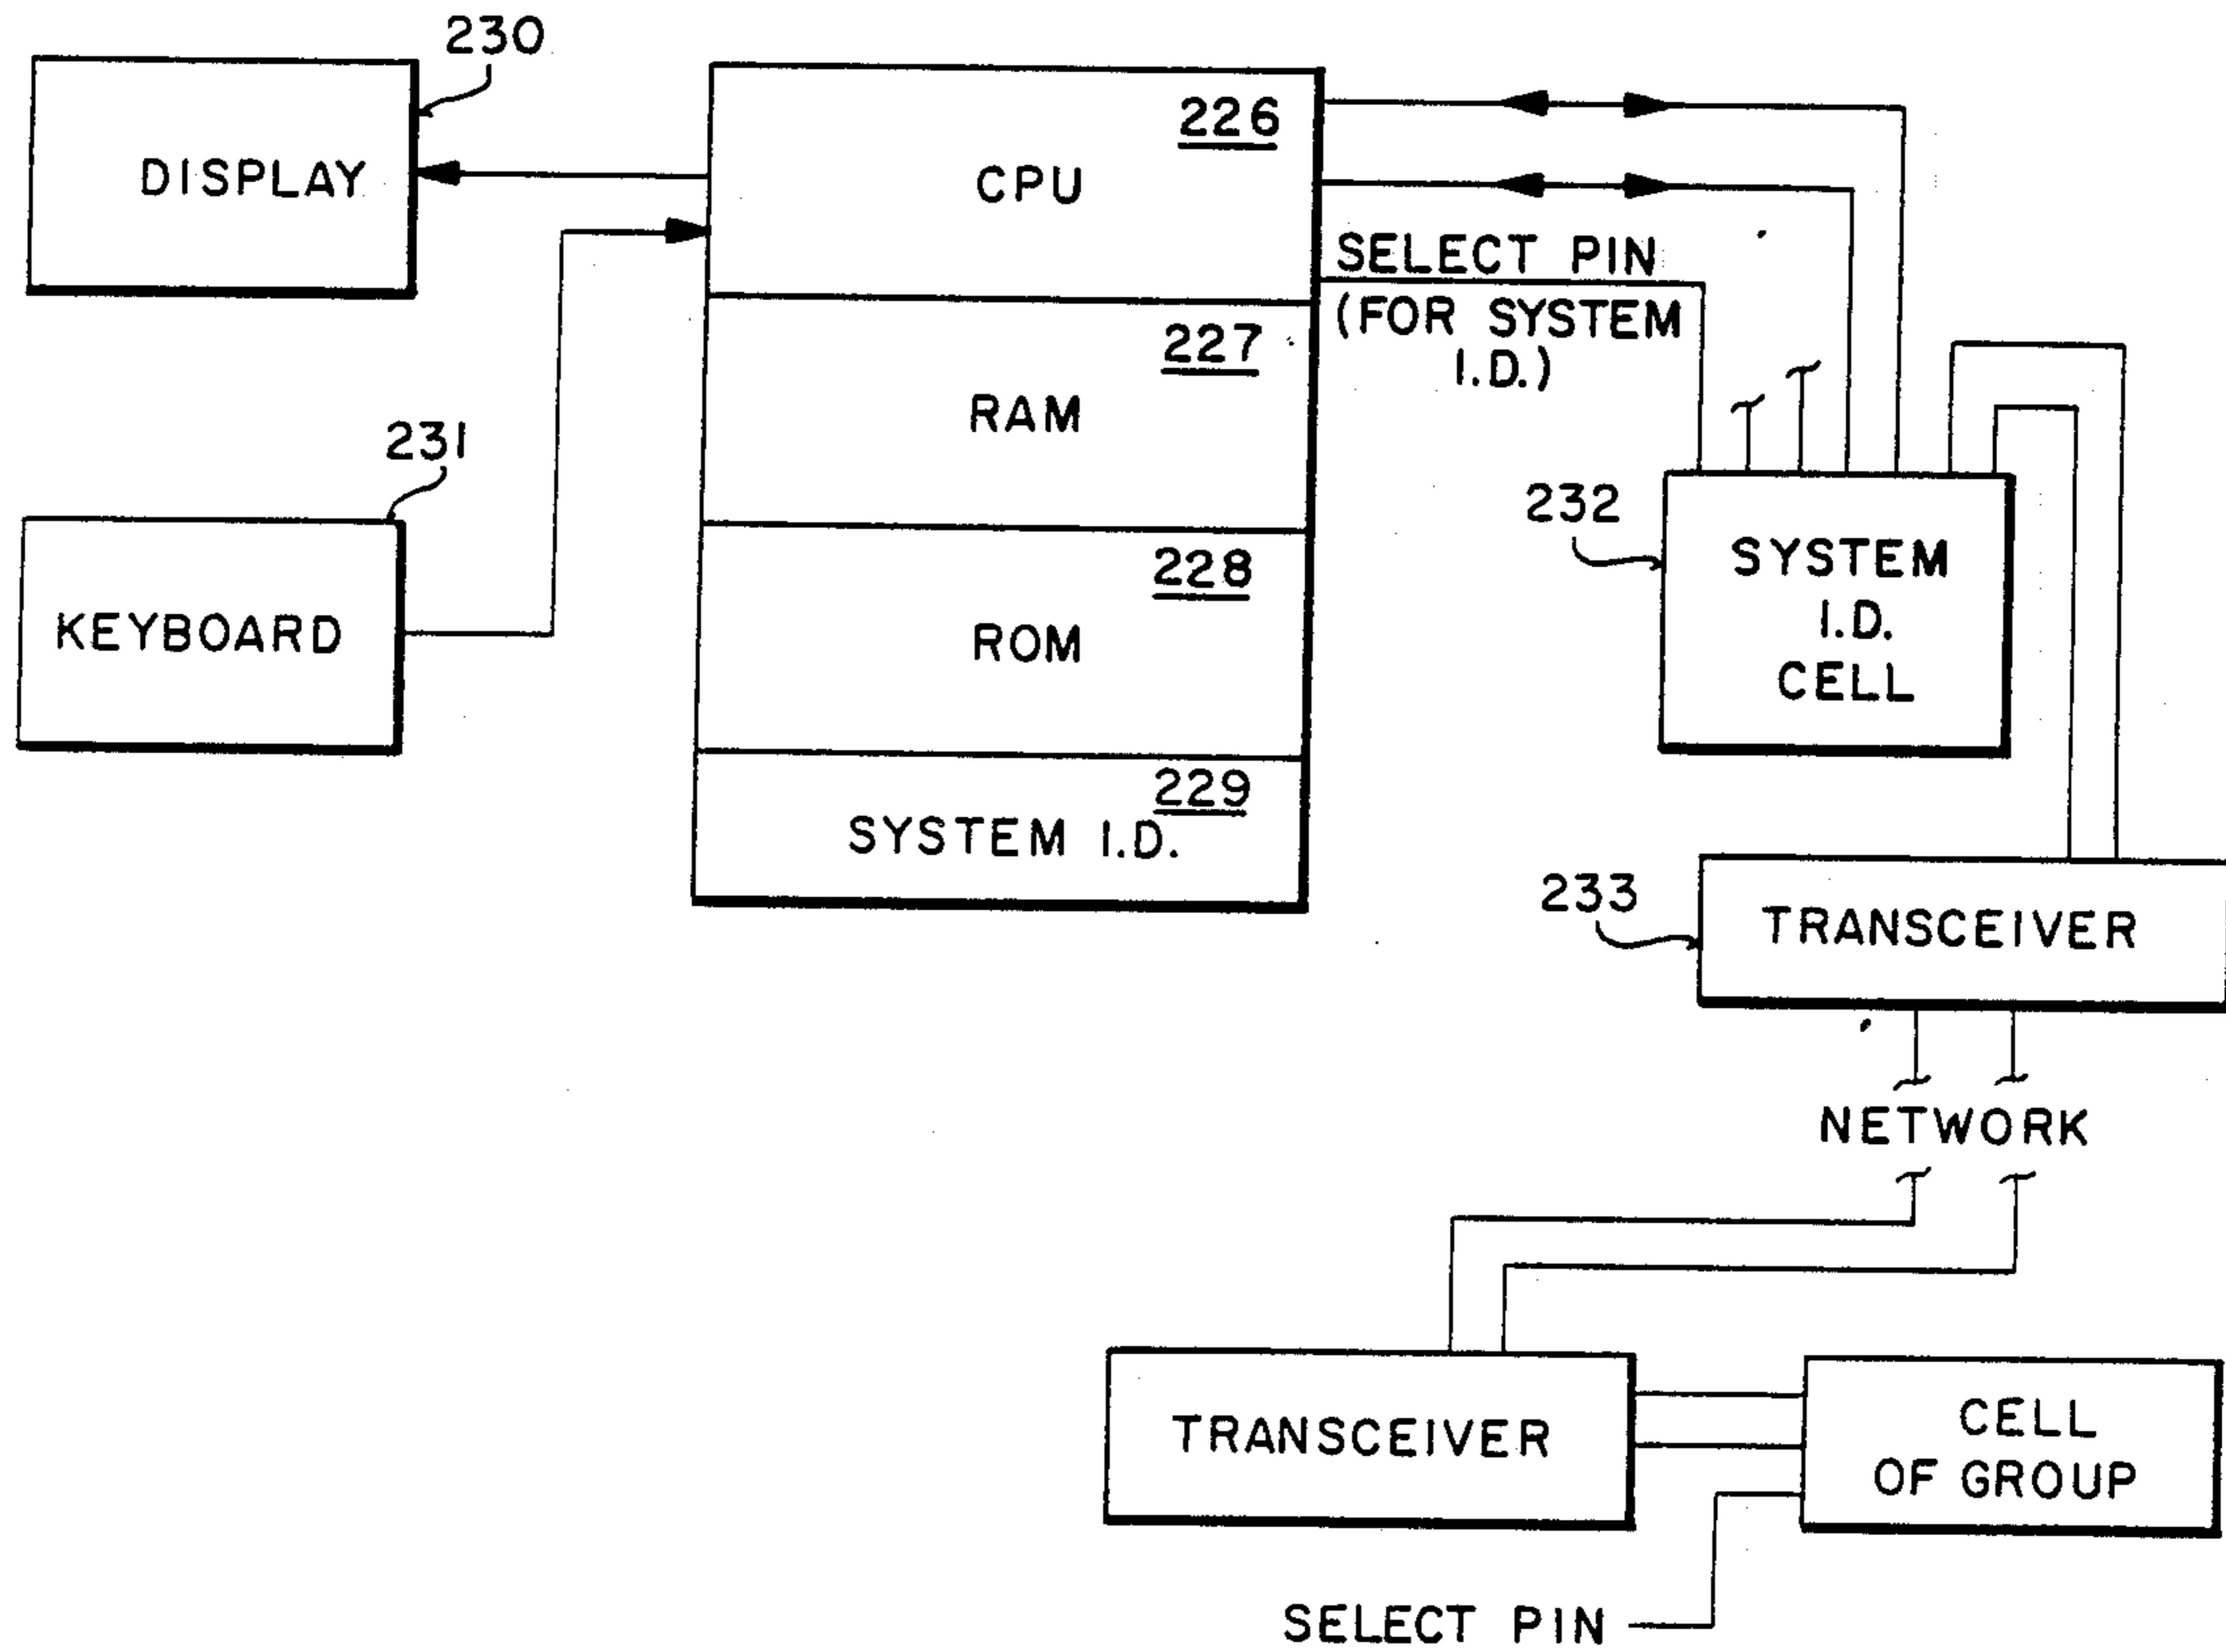 230
DISPLAY
226
CPU
SELECT PIN
(FOR SYSTEM
I.D.)
227
RAM
231
KEYBOARD
228
ROM
232
SYSTEM
I.D.
CELL
229
SYSTEM I.D.
233
TRANSCEIVER
NETWORK
TRANSCEIVER
CELL
OF GROUP
SELECT PIN